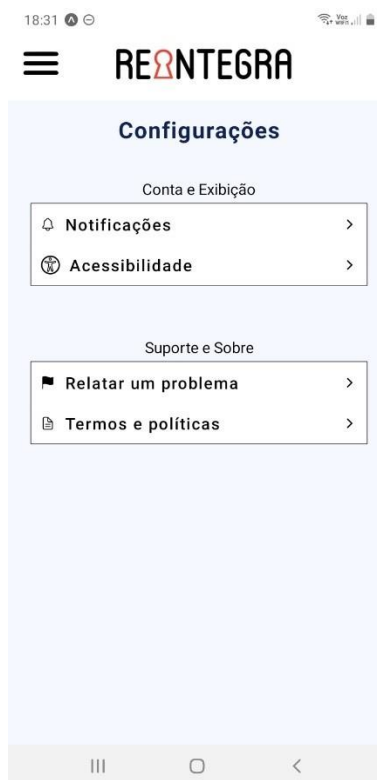 18:31
REINTEGRA
Configurações
Conta e Exibição
Notificações
Acessibilidade
Suporte e Sobre
Relatar um problema
Termos e políticas